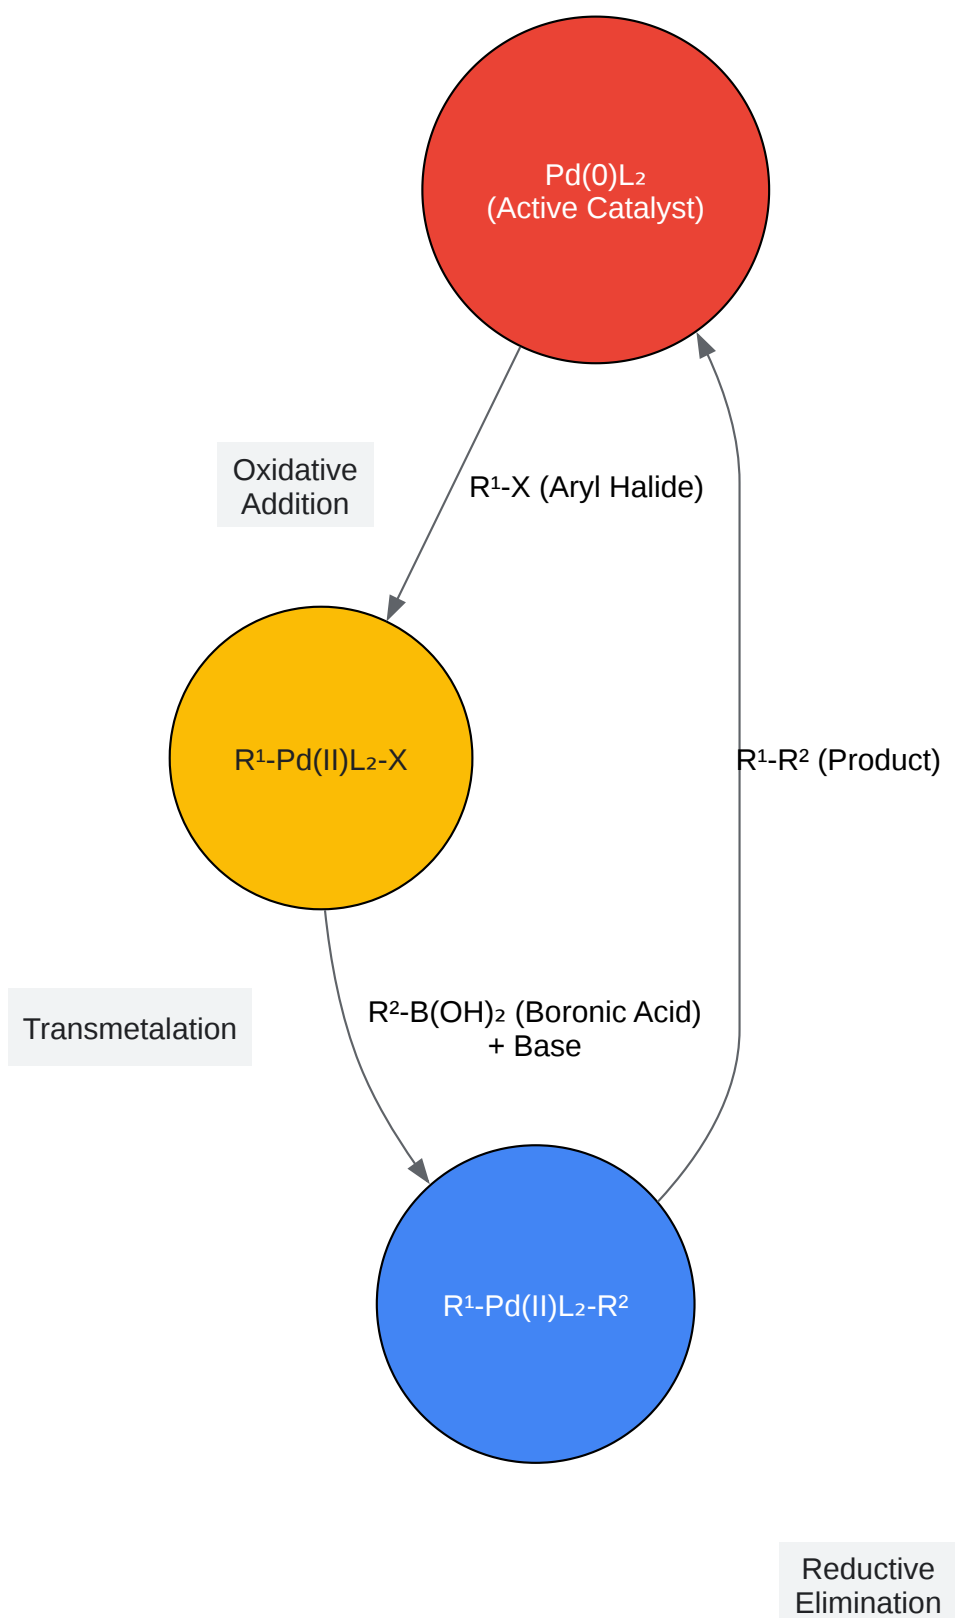 Pd(0)L₂
(Active Catalyst)
Oxidative
Addition
R¹-X (Aryl Halide)
R¹-Pd(II)L₂-X
R¹-R² (Product)
Transmetalation
R²-B(OH)₂ (Boronic Acid)
+ Base
R¹-Pd(II)L₂-R²
Reductive
Elimination